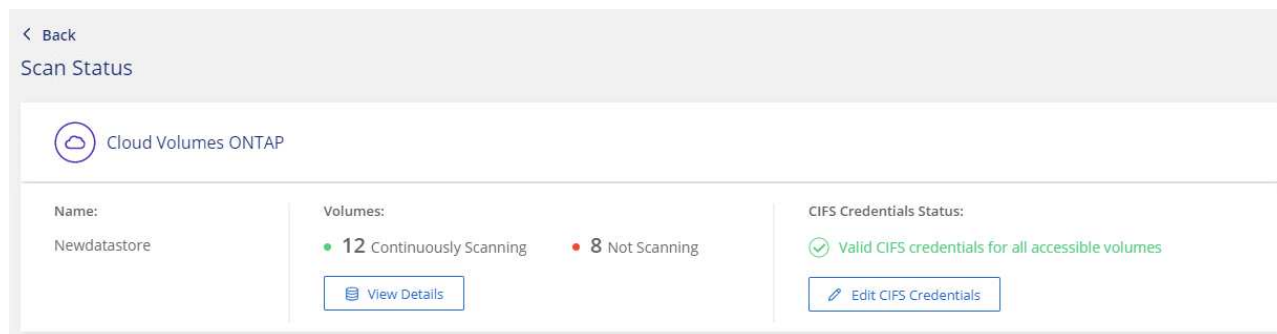 Back
Scan Status
Cloud Volumes ONTAP
Name:
Newdatastore
Volumes:
12 Continuously Scanning
8 Not Scanning
View Details
CIFS Credentials Status:
Valid CIFS credentials for all accessible volumes
Edit CIFS Credentials